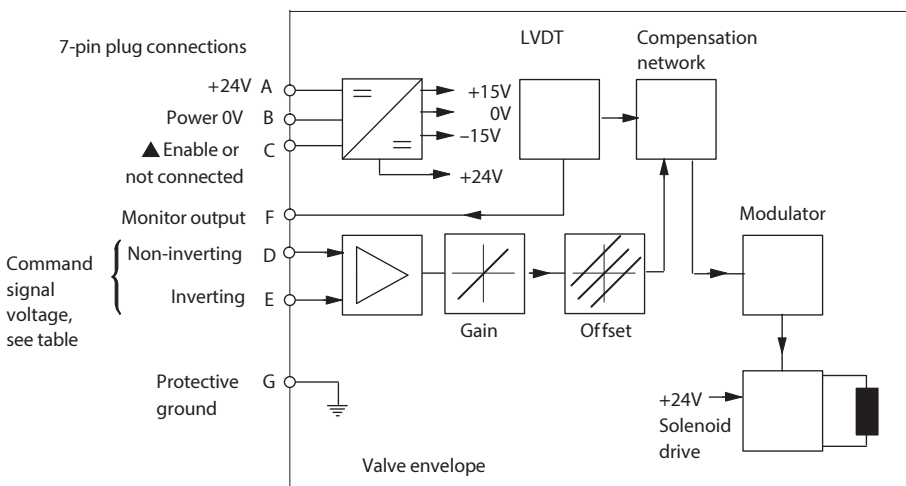 7-pin plug connections
LVDT
Compensation
network
+24V A
Power 0V B
▲ Enable or C
not connected
+15V
0V
–15V
+24V
Monitor output F
Modulator
Command
signal
voltage,
see table
Non-inverting D
Inverting E
Gain
Offset
Protective G
ground
+24V
Solenoid
drive
Valve envelope